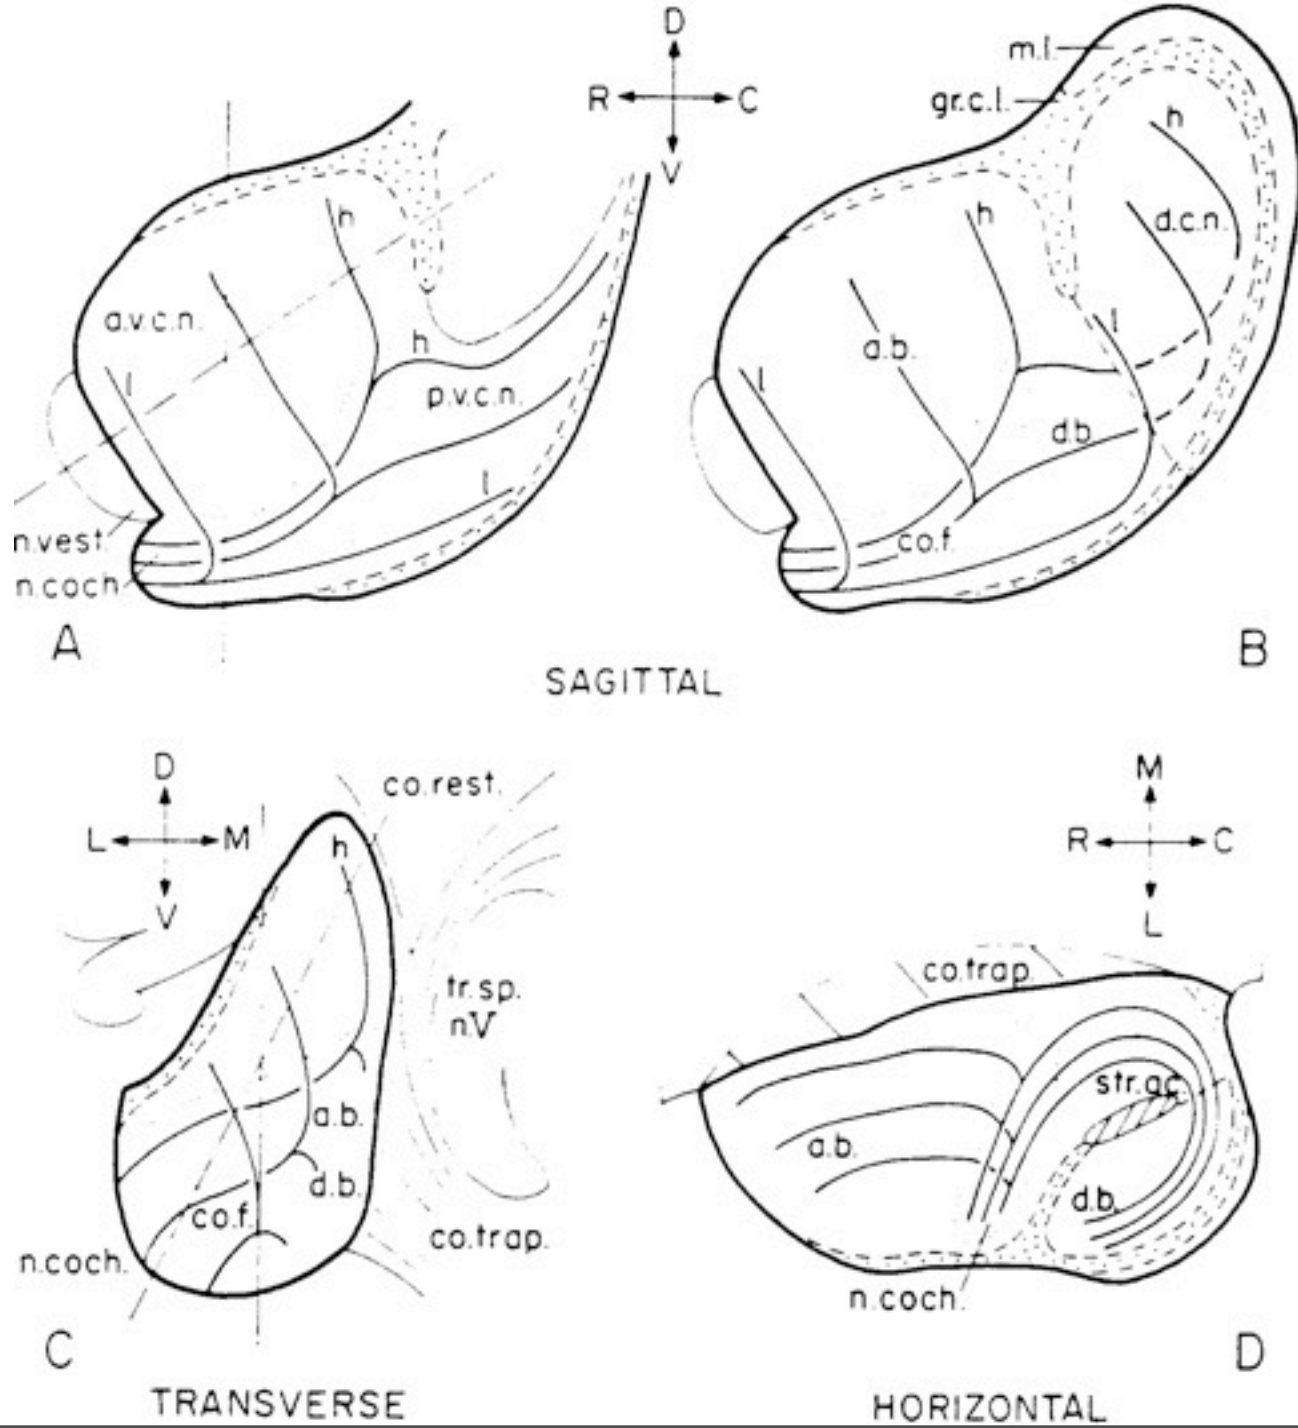 D
R C
V
m.l.
gr.c.l.
h
h
h
d.c.n.
a.v.c.n.
l
h
a.b.
l
l
p.v.c.n.
d.b.
l
n.vest.
n.coch.
co.f.
A
B
SAGITTAL
D
L M
V
co.rest.
h
tr.sp.
n.V
a.b.
d.b.
co.f.
n.coch.
co.trap.
C
TRANSVERSE
M
R C
L
co.trap.
str.ac.
a.b.
d.b.
n.coch.
D
HORIZONTAL